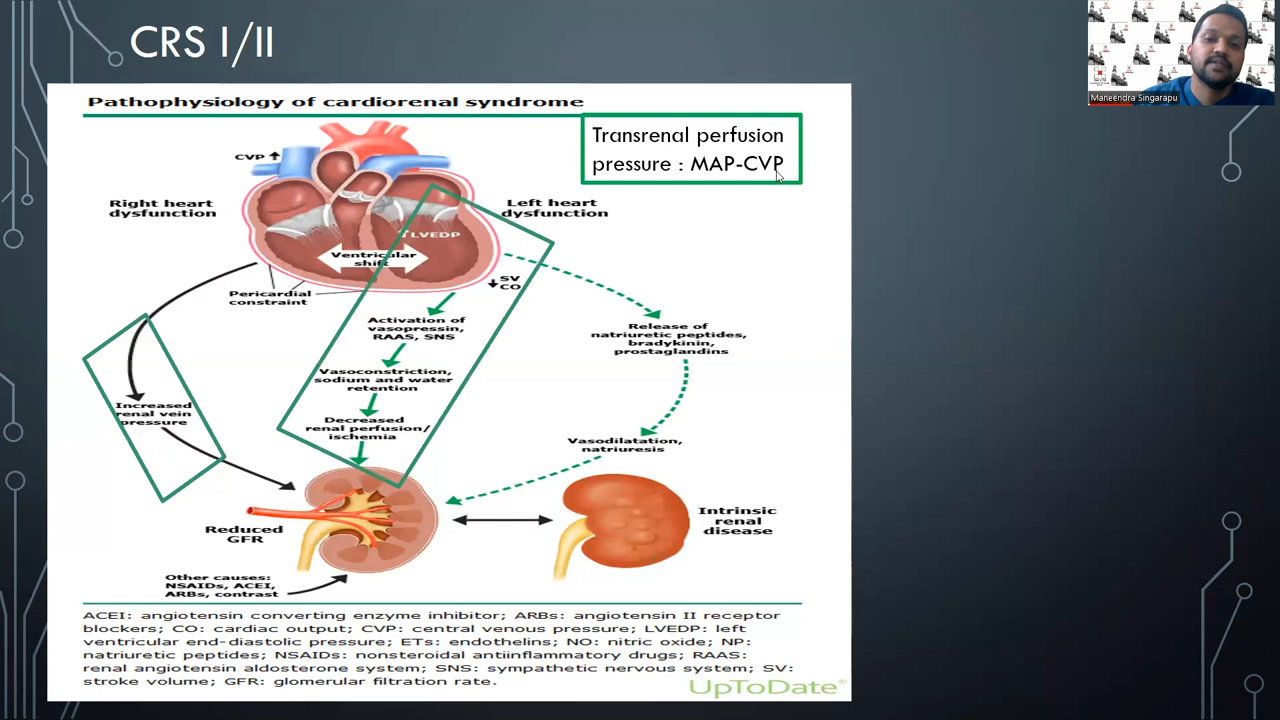 CRS I/II
Maneendra Singarapu
Pathophysiology of cardiorenal syndrome
Transrenal perfusion
pressure : MAP-CVP
CVP ↑
Right heart
dysfunction
Left heart
dysfunction
↑LVEDP
Ventricular
shift
↓ SV
CO
Pericardial
constraint
Activation of
vasopressin,
RAAS, SNS
Release of
natriuretic peptides,
bradykinin,
prostaglandins
Vasoconstriction,
sodium and water
retention
Increased
renal vein
pressure
Decreased
renal perfusion/
ischemia
Vasodilatation,
natriuresis
Reduced
GFR
Intrinsic
renal
disease
Other causes:
NSAIDs, ACEI,
ARBs, contrast
ACEI: angiotensin converting enzyme inhibitor; ARBs: angiotensin II receptor
blockers; CO: cardiac output; CVP: central venous pressure; LVEDP: left
ventricular end-diastolic pressure; ETs: endothelins; NO: nitric oxide; NP:
natriuretic peptides; NSAIDs: nonsteroidal antiinflammatory drugs; RAAS:
renal angiotensin aldosterone system; SNS: sympathetic nervous system; SV:
stroke volume; GFR: glomerular filtration rate.
UpToDate®